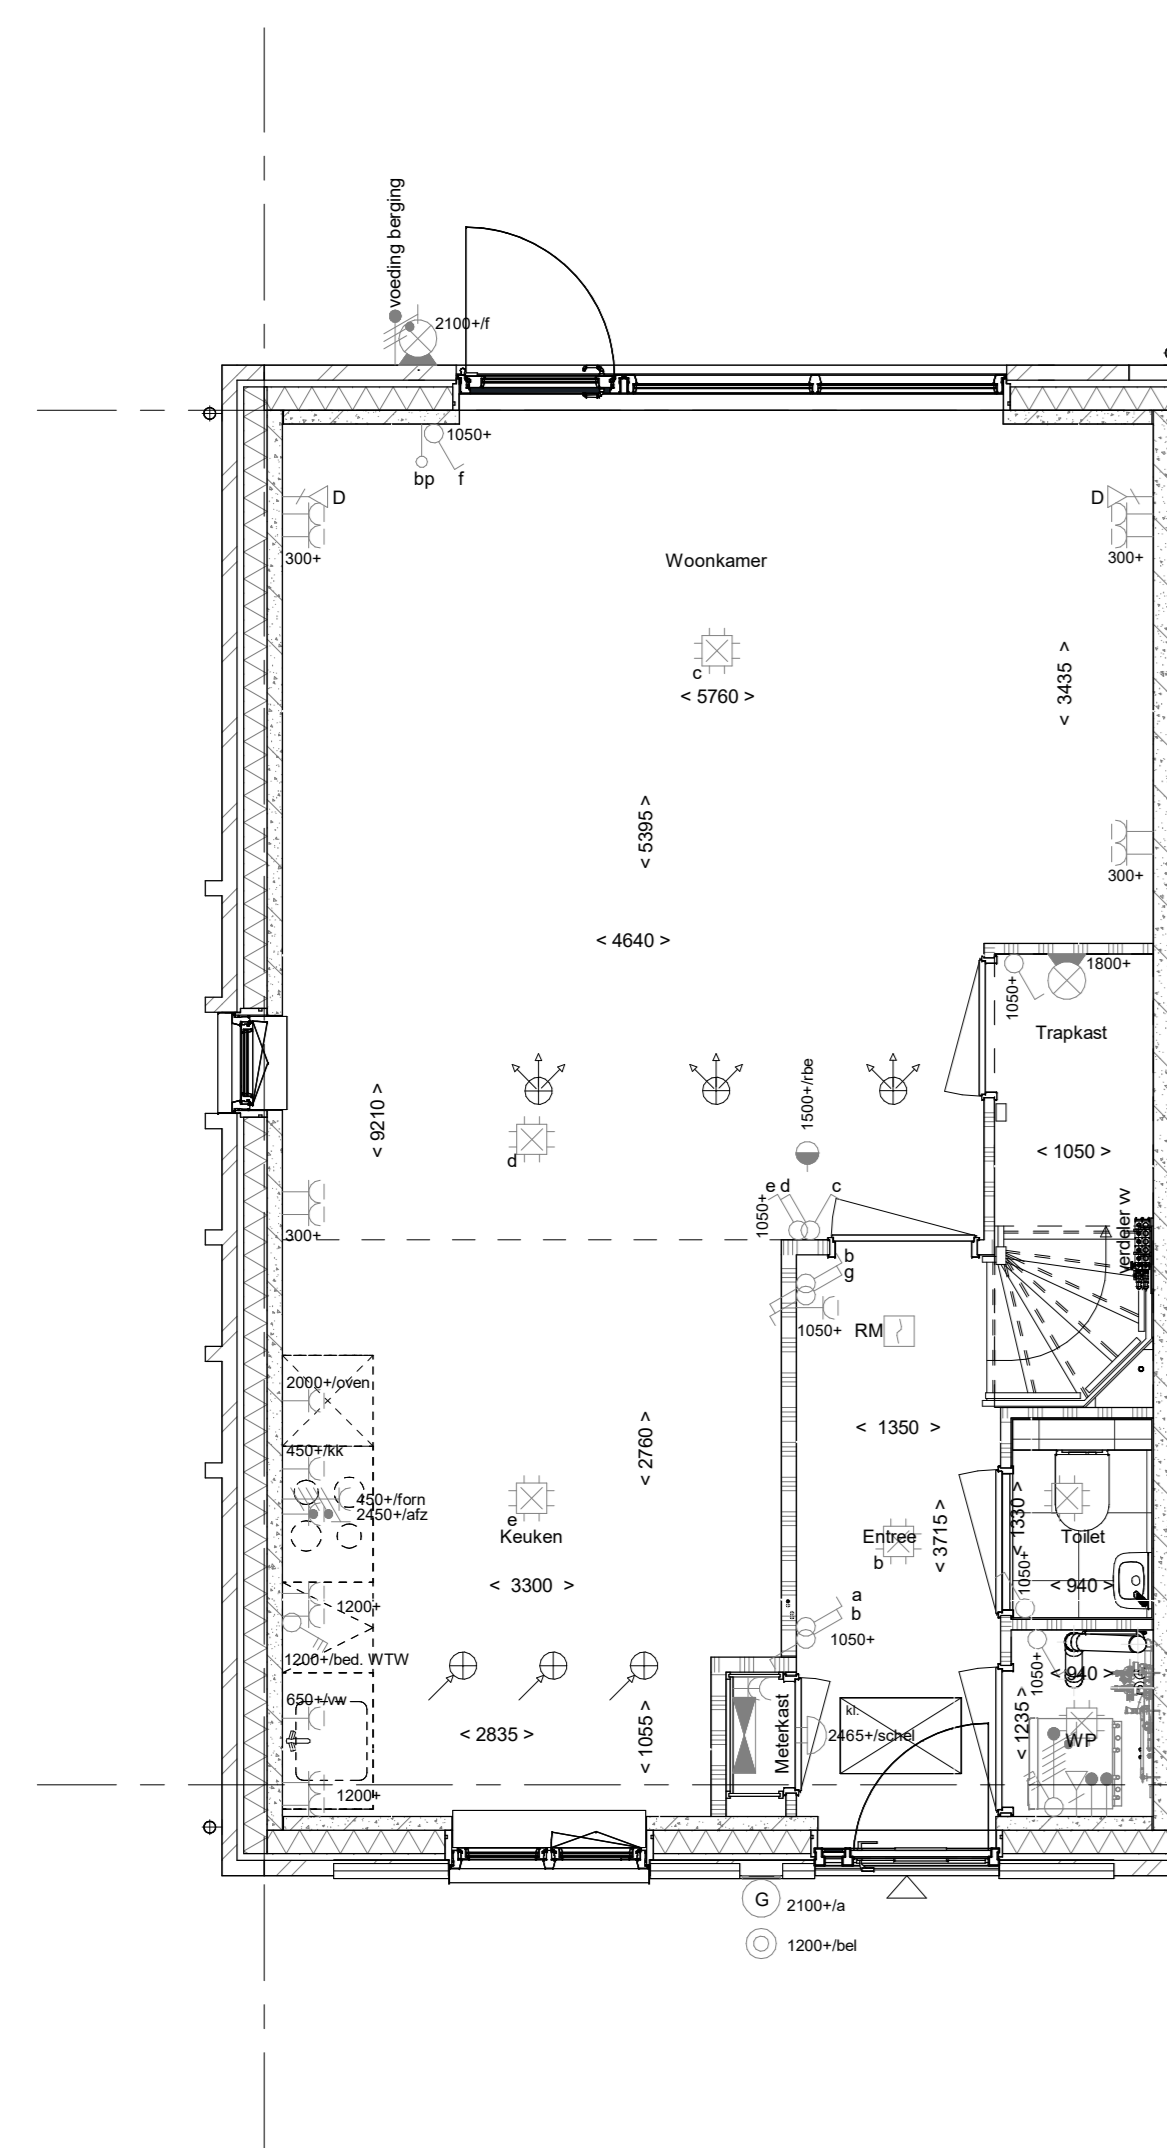 voeding berging
2100+/f
1050+
bp
f
D
D
300+
300+
Woonkamer
c
< 5760 >
< 3435 >
< 5395 >
300+
< 4640 >
1800+
1050+
Trapkast
1500+/rbe
< 9210 >
d
< 1050 >
e d
c
1050+
300+
verdeler vv
b
g
1050+
RM
2000+/oven
< 1350 >
450+/kk
< 2760 >
450+/forn
2450+/afz
e
Keuken
Entree
b
< 3715 >
< 1330 >
Toilet
1050+
< 3300 >
< 940 >
1200+
a
b
1050+
1200+/bed. WTW
1050+
< 940 >
650+/vw
kl.
< 2835 >
< 1055 >
Meterkast
2465+/schel
< 1235 >
WP
1200+
G
2100+/a
1200+/bel